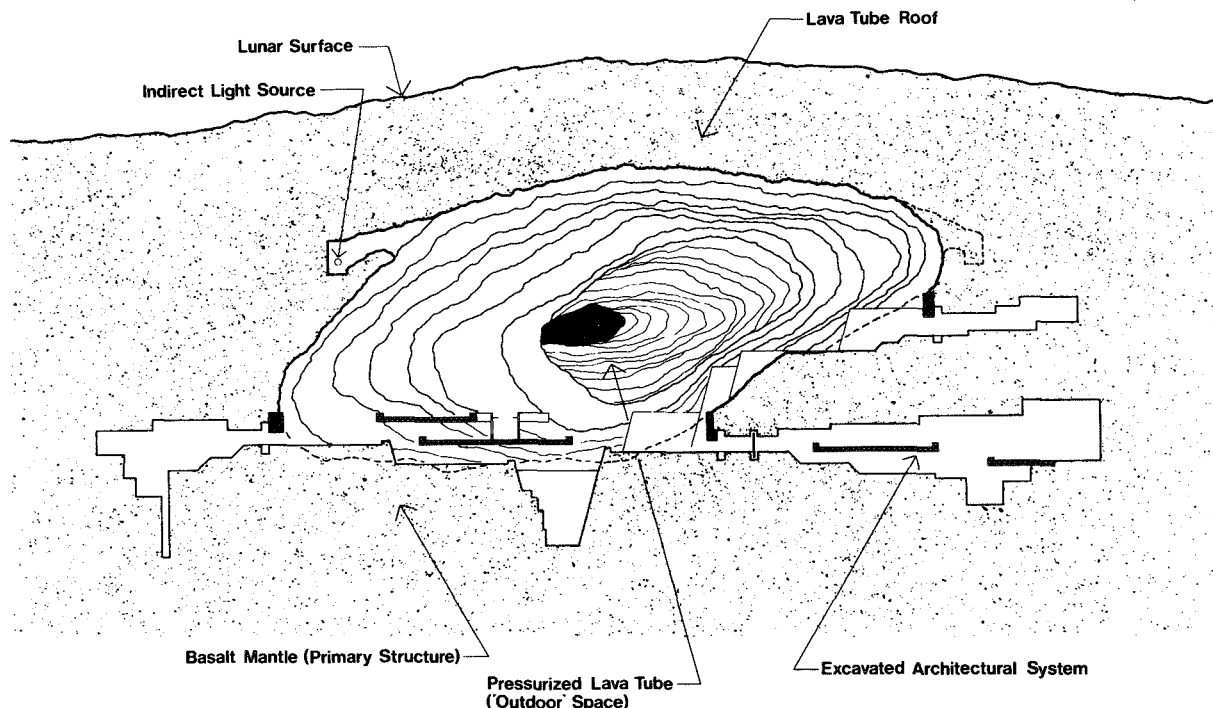 Lava Tube Roof
Lunar Surface
Indirect Light Source
Basalt Mantle (Primary Structure)
Excavated Architectural System
Pressurized Lava Tube
('Outdoor' Space)